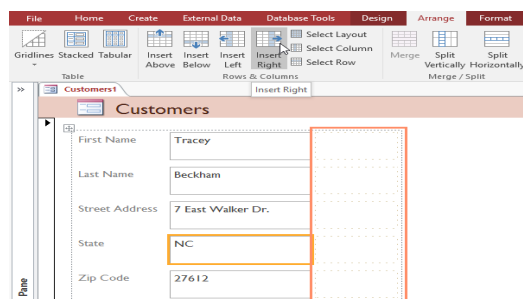 File Home Create External Data Database Tools Design Arrange Format
Gridlines Stacked Tabular Insert Above Insert Below Insert Left Insert Right Select Layout Select Column Select Row Merge Split Vertically Split Horizontally
Table Rows & Columns Merge / Split
» Customers1 Insert Right
Customers
First Name Tracey
Last Name Beckham
Street Address 7 East Walker Dr.
State NC
Zip Code 27612
Pane